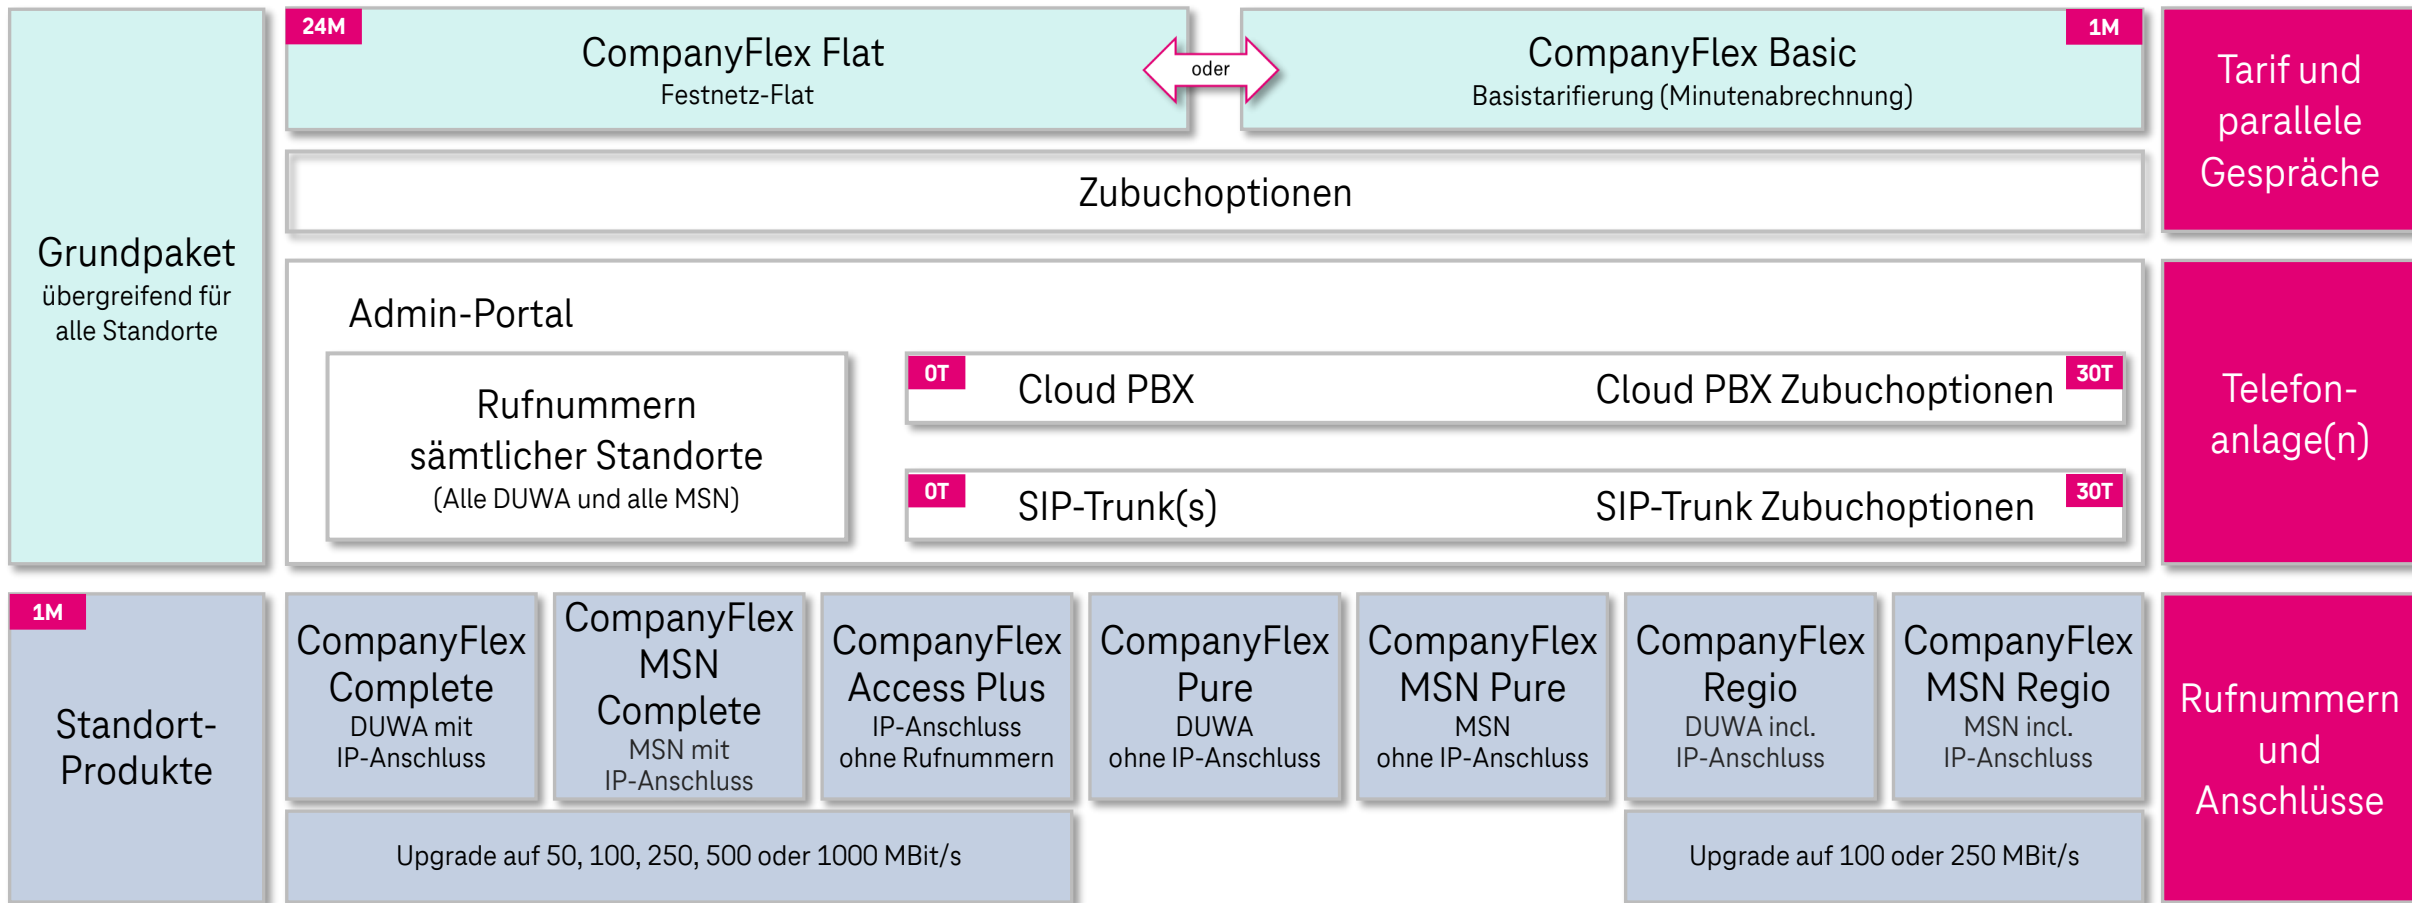 24M
CompanyFlex Flat
Festnetz-Flat
oder
1M
CompanyFlex Basic
Basistarifierung (Minutenabrechnung)
Tarif und
parallele
Gespräche
Zubuchoptionen
Grundpaket
übergreifend für
alle Standorte
Admin-Portal
Rufnummern
sämtlicher Standorte
(Alle DUWA und alle MSN)
0T
Cloud PBX
Cloud PBX Zubuchoptionen
30T
0T
SIP-Trunk(s)
SIP-Trunk Zubuchoptionen
30T
Telefon-
anlage(n)
1M
Standort-
Produkte
CompanyFlex
Complete
DUWA mit
IP-Anschluss
CompanyFlex
MSN
Complete
MSN mit
IP-Anschluss
CompanyFlex
Access Plus
IP-Anschluss
ohne Rufnummern
CompanyFlex
Pure
DUWA
ohne IP-Anschluss
CompanyFlex
MSN Pure
MSN
ohne IP-Anschluss
CompanyFlex
Regio
DUWA incl.
IP-Anschluss
CompanyFlex
MSN Regio
MSN incl.
IP-Anschluss
Rufnummern
und
Anschlüsse
Upgrade auf 50, 100, 250, 500 oder 1000 MBit/s
Upgrade auf 100 oder 250 MBit/s